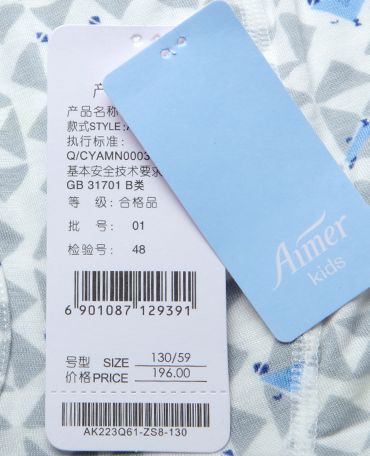 产
产品名称
款式STYLE:
执行标准:
Q/CYAMN0003
基本安全技术要求
GB 31701 B类
等 级: 合格品
批 号: 01
检验号: 48
6 901087 129391
号型 SIZE 130/59
价格PRICE 196.00
AK223Q61-ZS8-130
Aimer
kids